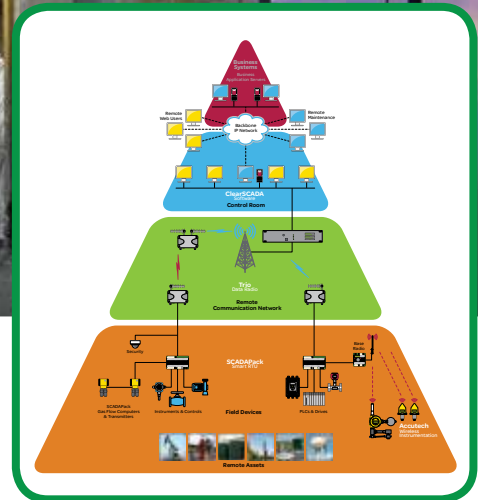 Business
Systems
Business
Application Servers
Remote
Web Users
Remote
Maintenance
Backbone
IP Network
ClearSCADA
Software
Control Room
Trio
Data Radio
Remote
Communication Network
Security
SCADAPack
Smart RTU
Base
Radio
SCADAPack
Gas Flow Computers
& Transmitters
Instruments & Controls
Field Devices
PLCs & Drives
Accutech
Wireless
Instrumentation
Remote Assets